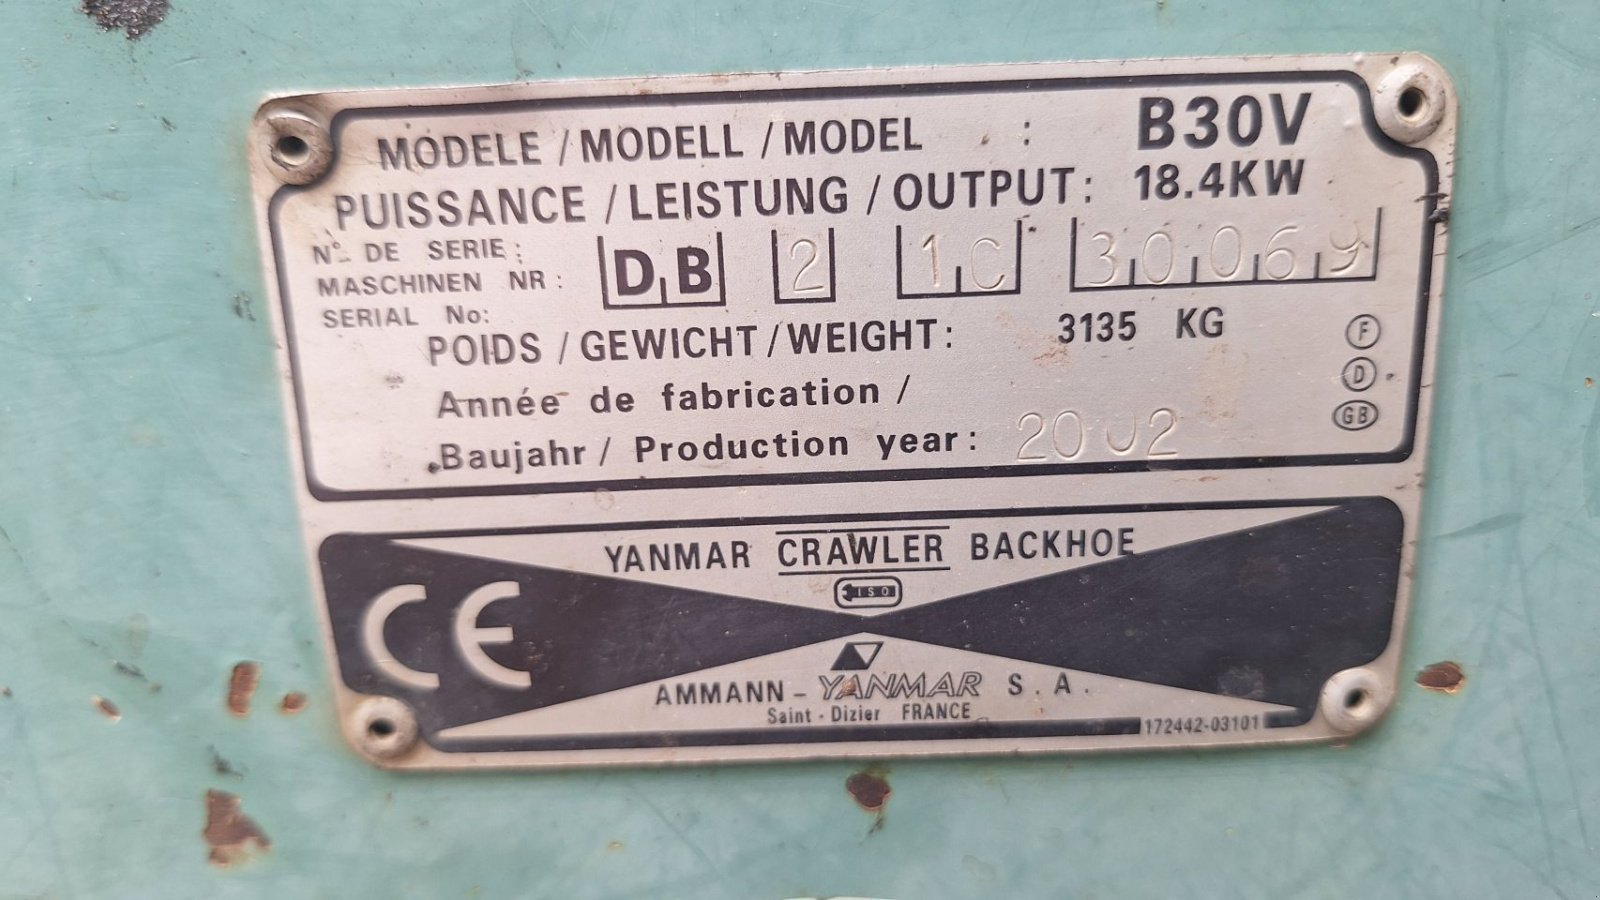 MODELE / MODELL / MODEL : B30V
PUISSANCE / LEISTUNG / OUTPUT: 18.4KW
N° DE SERIE:
MASCHINEN NR: DB 2 1C 30069
SERIAL No:
POIDS / GEWICHT / WEIGHT: 3135 KG
F
Année de fabrication /
D
Baujahr / Production year: 2002
GB
YANMAR CRAWLER BACKHOE
ISO
CE
AMMANN - YANMAR S.A.
Saint - Dizier FRANCE
172442-03101